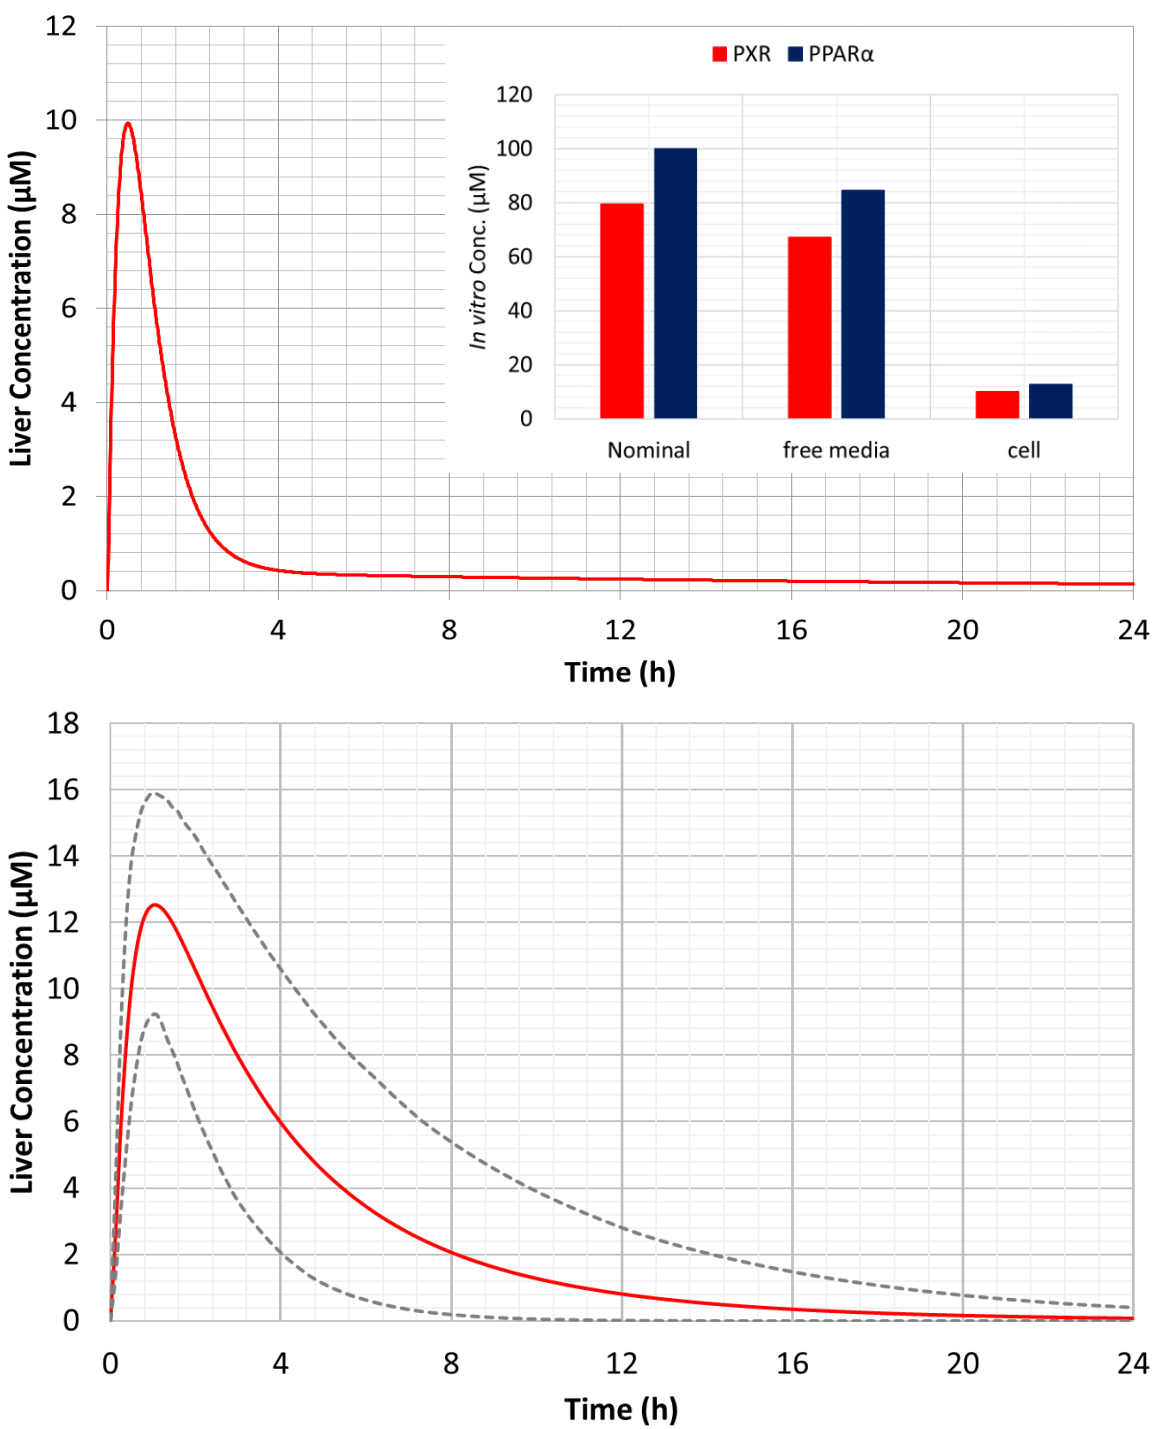 12
10
8
6
4
2
0
Liver Concentration (µM)
0 4 8 12 16 20 24
Time (h)
PXR PPARα
120
100
80
60
40
20
0
In vitro Conc. (µM)
Nominal free media cell
18
16
14
12
10
8
6
4
2
0
Liver Concentration (µM)
0 4 8 12 16 20 24
Time (h)